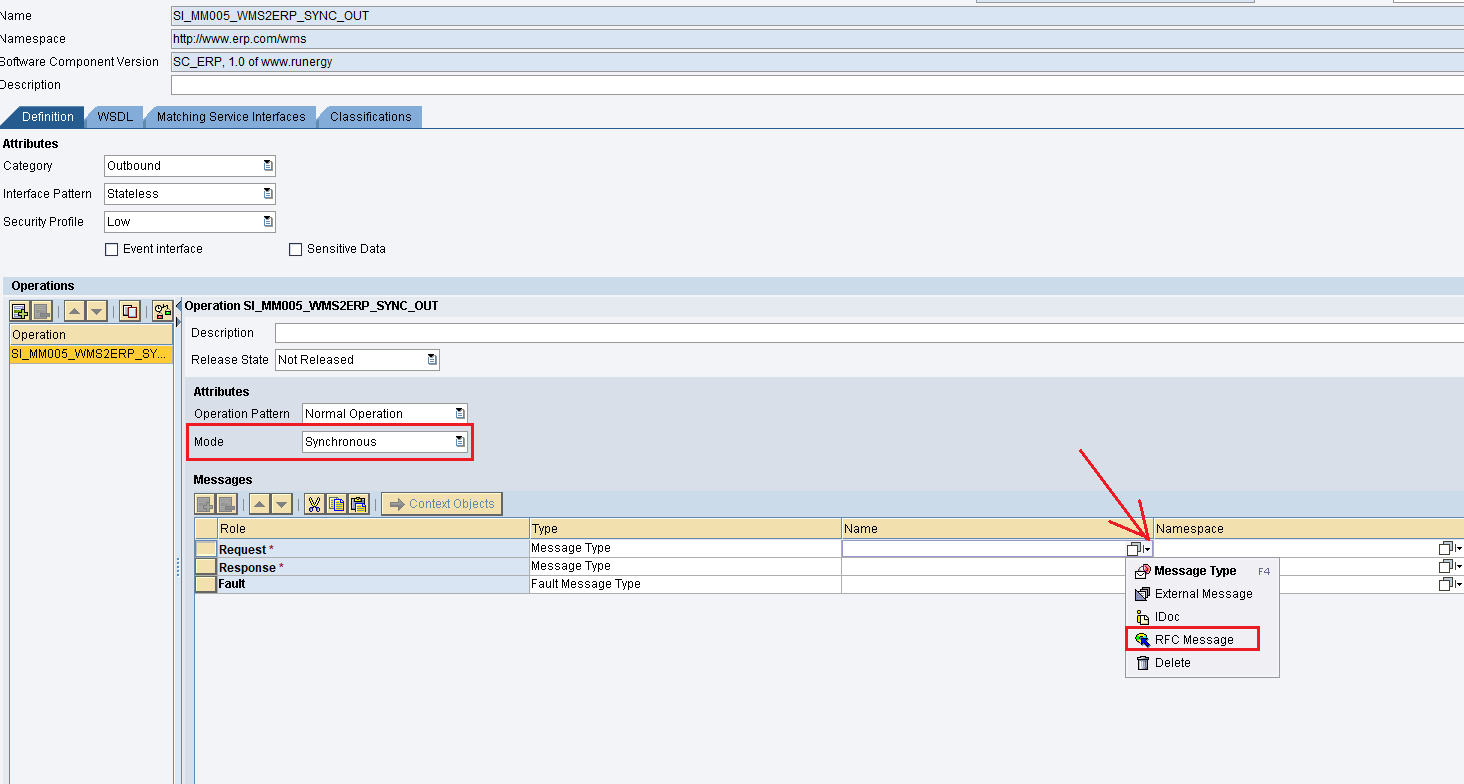 Name SI_MM005_WMS2ERP_SYNC_OUT
Namespace http://www.erp.com/wms
Software Component Version SC_ERP, 1.0 of www.runergy
Description
Definition WSDL Matching Service Interfaces Classifications
Attributes
Category Outbound
Interface Pattern Stateless
Security Profile Low
Event interface Sensitive Data
Operations
Operation SI_MM005_WMS2ERP_SYNC_OUT
Operation
SI_MM005_WMS2ERP_SY...
Description
Release State Not Released
Attributes
Operation Pattern Normal Operation
Mode Synchronous
Messages
Context Objects
Role Type Name Namespace
Request * Message Type
Response * Message Type
Fault Fault Message Type
Message Type F4
External Message
IDoc
RFC Message
Delete